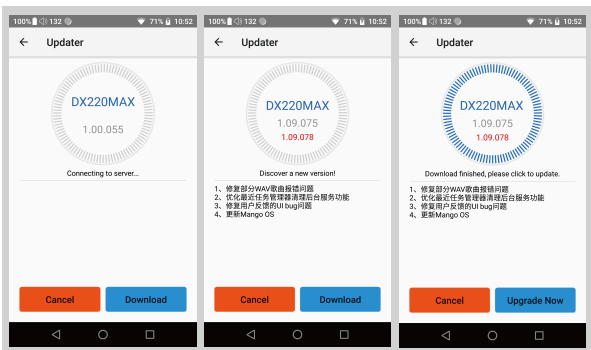 100% 132 71% 10:52
Updater
DX220MAX
1.00.055
Connecting to server...
Cancel
Download
100% 132 71% 10:52
Updater
DX220MAX
1.09.075
1.09.078
Discover a new version!
1、修复部分WAV歌曲报错问题
2、优化最近任务管理器清理后台服务功能
3、修复用户反馈的UI bug问题
4、更新Mango OS
Cancel
Download
100% 132 71% 10:52
Updater
DX220MAX
1.09.075
1.09.078
Download finished, please click to update.
1、修复部分WAV歌曲报错问题
2、优化最近任务管理器清理后台服务功能
3、修复用户反馈的UI bug问题
4、更新Mango OS
Cancel
Upgrade Now